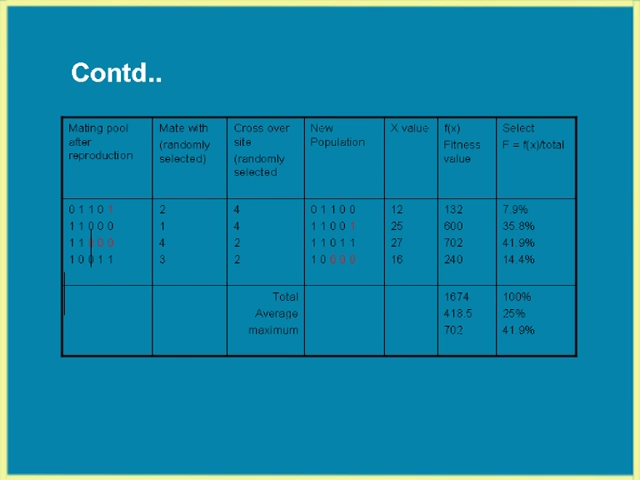 Contd..
Mating pool after reproduction
Mate with (randomly selected)
Cross over site (randomly selected
New Population
X value
f(x) Fitness value
Select F = f(x)/total
0 1 1 0 1
1 1 0 0 0
1 1 0 0 0
1 0 0 1 1
2
1
4
3
4
4
2
2
0 1 1 0 0
1 1 0 0 1
1 1 0 1 1
1 0 0 0 0
12
25
27
16
132
600
702
240
7.9%
35.8%
41.9%
14.4%
Total
Average
maximum
1674
418.5
702
100%
25%
41.9%